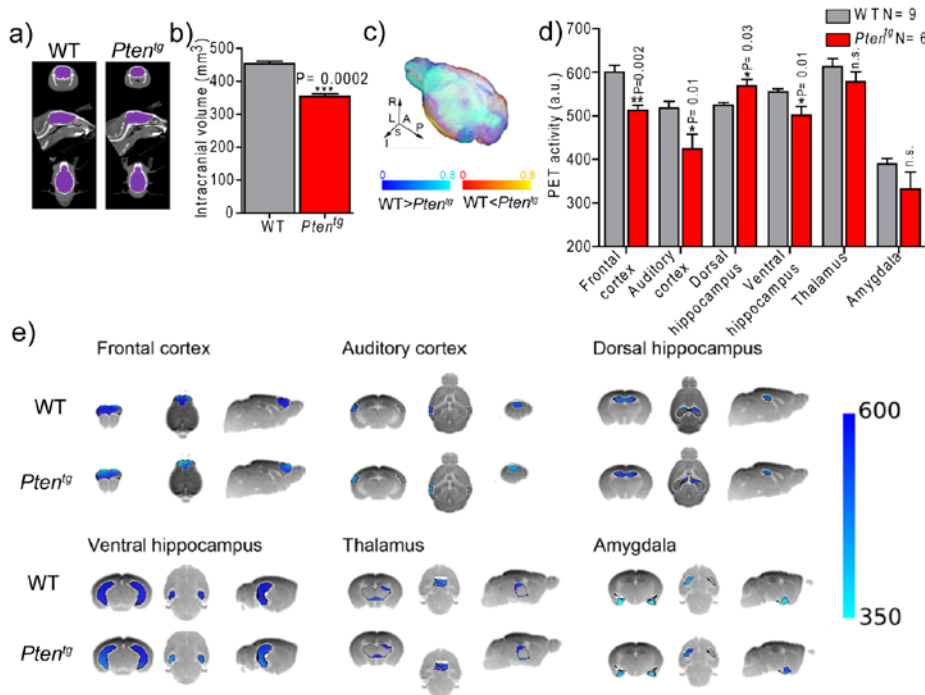 a)
WT
Pten^tg
b)
Intracranial volume (mm³)
500
400
300
200
100
0
P= 0.0002
***
WT
Pten^tg
c)
R
L
A
S
P
I
0
0.8
0
0.8
WT>Pten^tg
WT<Pten^tg
d)
WT N= 9
Pten^tg N= 6
PET activity (a.u.)
700
600
500
400
300
200
**P=0.002
*P= 0.01
*P= 0.03
*P= 0.01
n.s.
n.s.
Frontal
cortex
Auditory
cortex
Dorsal
hippocampus
Ventral
hippocampus
Thalamus
Amygdala
e)
Frontal cortex
Auditory cortex
Dorsal hippocampus
WT
Pten^tg
600
Ventral hippocampus
Thalamus
Amygdala
WT
Pten^tg
350